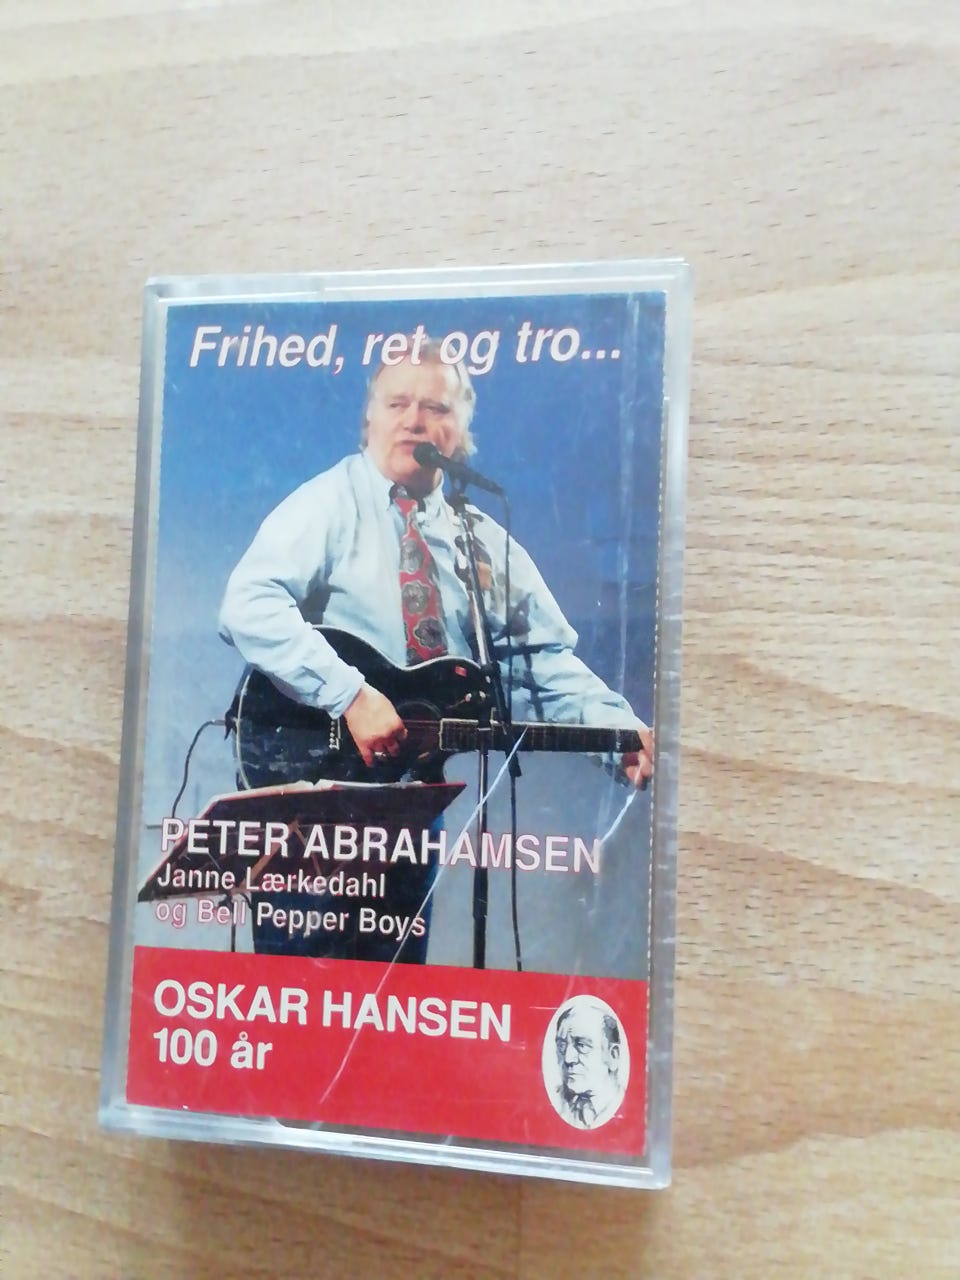 Frihed, ret og tro...
PETER ABRAHAMSEN
Janne Lærkedahl
og Bell Pepper Boys
OSKAR HANSEN
100 år